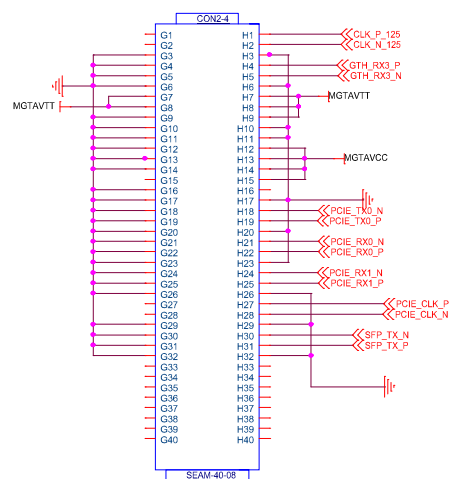 CON2-4
G1 H1 CLK_P_125
G2 H2 CLK_N_125
G3 H3
G4 H4 GTH_RX3_P
G5 H5 GTH_RX3_N
G6 H6
G7 H7 MGTAVTT
MGTAVTT G8 H8
G9 H9
G10 H10
G11 H11
G12 H12
G13 H13 MGTAVCC
G14 H14
G15 H15
G16 H16
G17 H17
G18 H18 PCIE_TX0_N
G19 H19 PCIE_TX0_P
G20 H20
G21 H21 PCIE_RX0_N
G22 H22 PCIE_RX0_P
G23 H23
G24 H24 PCIE_RX1_N
G25 H25 PCIE_RX1_P
G26 H26
G27 H27 PCIE_CLK_P
G28 H28 PCIE_CLK_N
G29 H29
G30 H30 SFP_TX_N
G31 H31 SFP_TX_P
G32 H32
G33 H33
G34 H34
G35 H35
G36 H36
G37 H37
G38 H38
G39 H39
G40 H40
SEAM-40-08